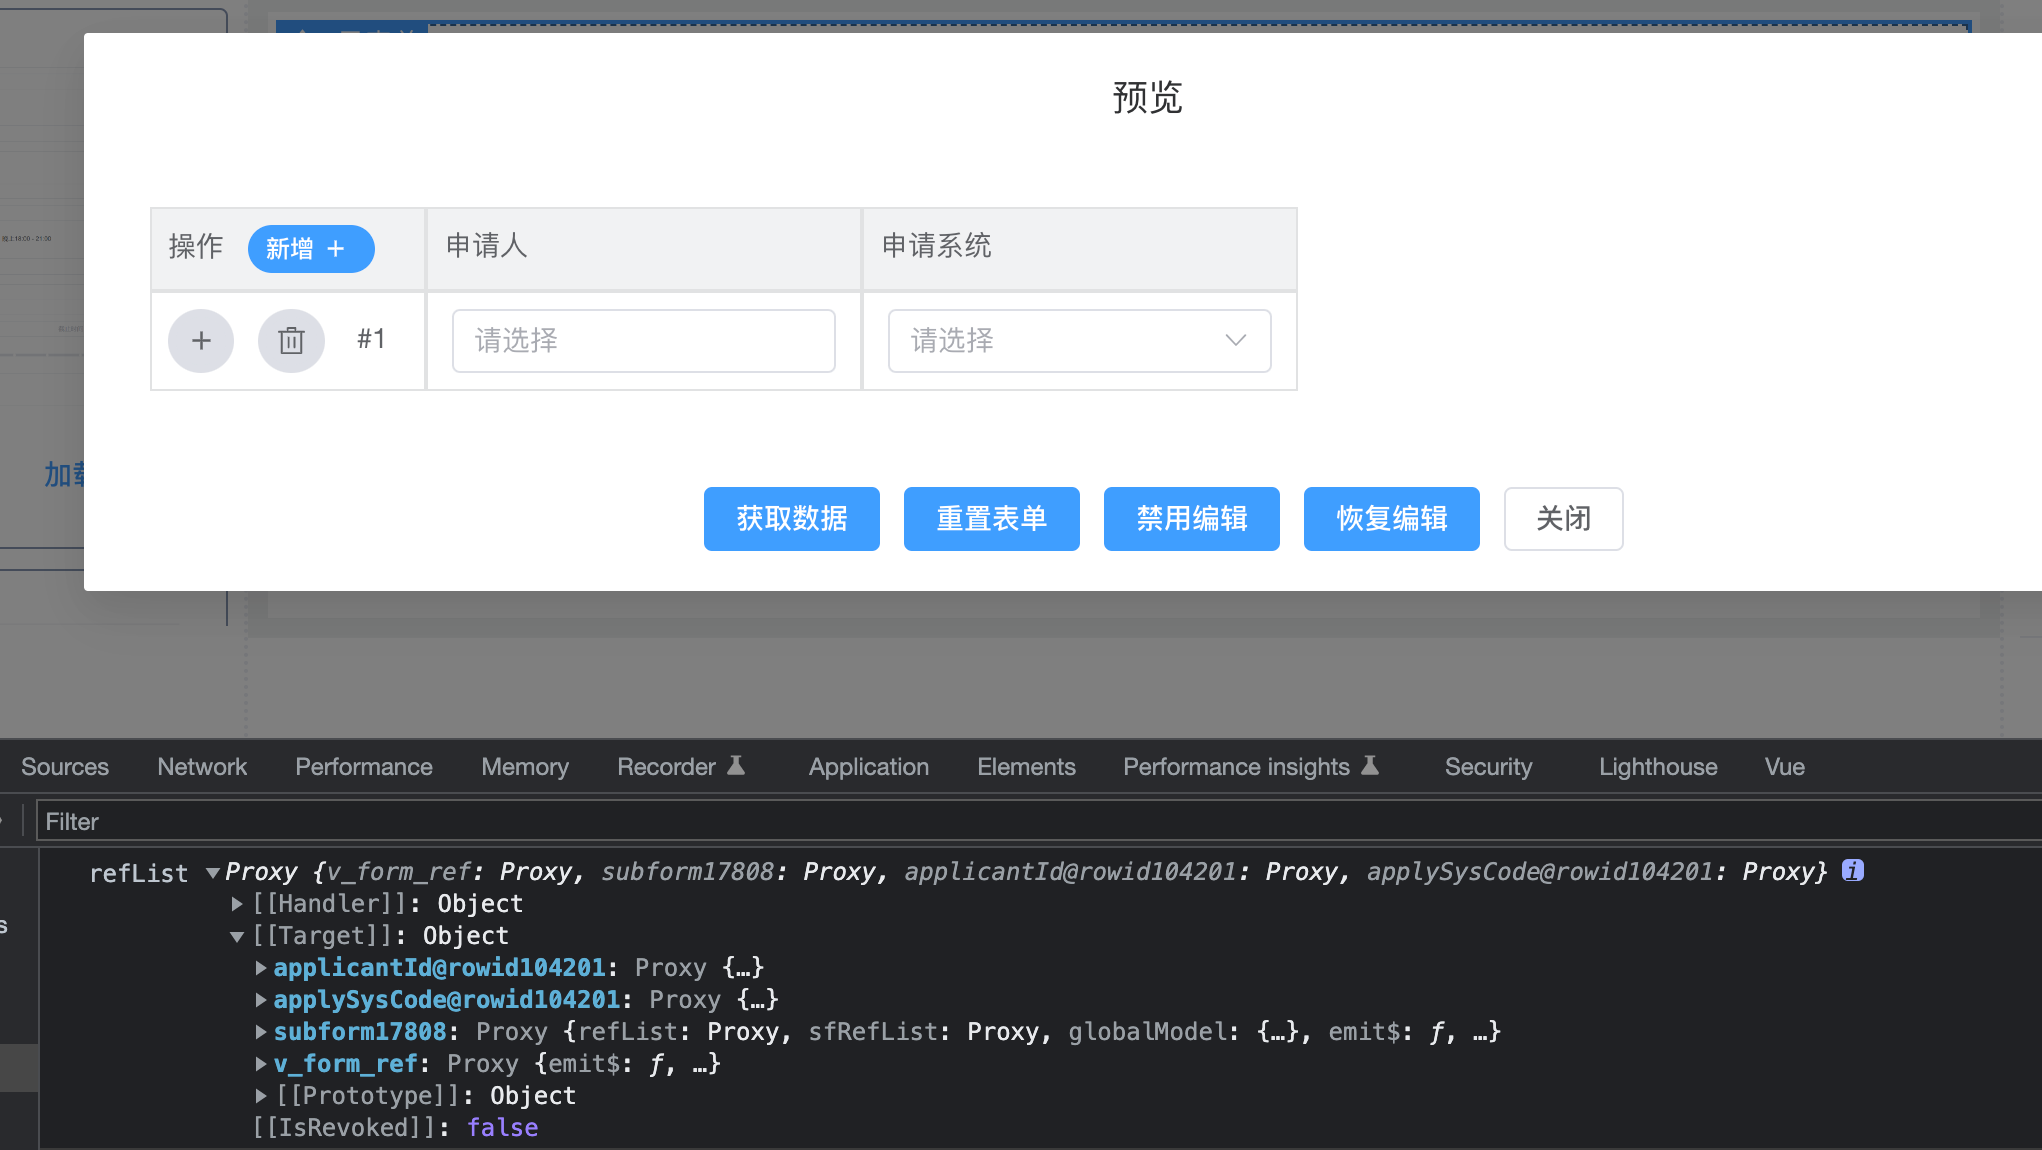 预览
操作 新增 + 申请人 申请系统
+ #1 请选择 请选择
加载
获取数据 重置表单 禁用编辑 恢复编辑 关闭
Sources Network Performance Memory Recorder Application Elements Performance insights Security Lighthouse Vue
Filter
refList ▼Proxy {v_form_ref: Proxy, subform17808: Proxy, applicantId@rowid104201: Proxy, applySysCode@rowid104201: Proxy} i
▶[[Handler]]: Object
s ▼[[Target]]: Object
▶applicantId@rowid104201: Proxy {…}
▶applySysCode@rowid104201: Proxy {…}
▶subform17808: Proxy {refList: Proxy, sfRefList: Proxy, globalModel: {…}, emit$: ƒ, …}
▶v_form_ref: Proxy {emit$: ƒ, …}
▶[[Prototype]]: Object
[[IsRevoked]]: false